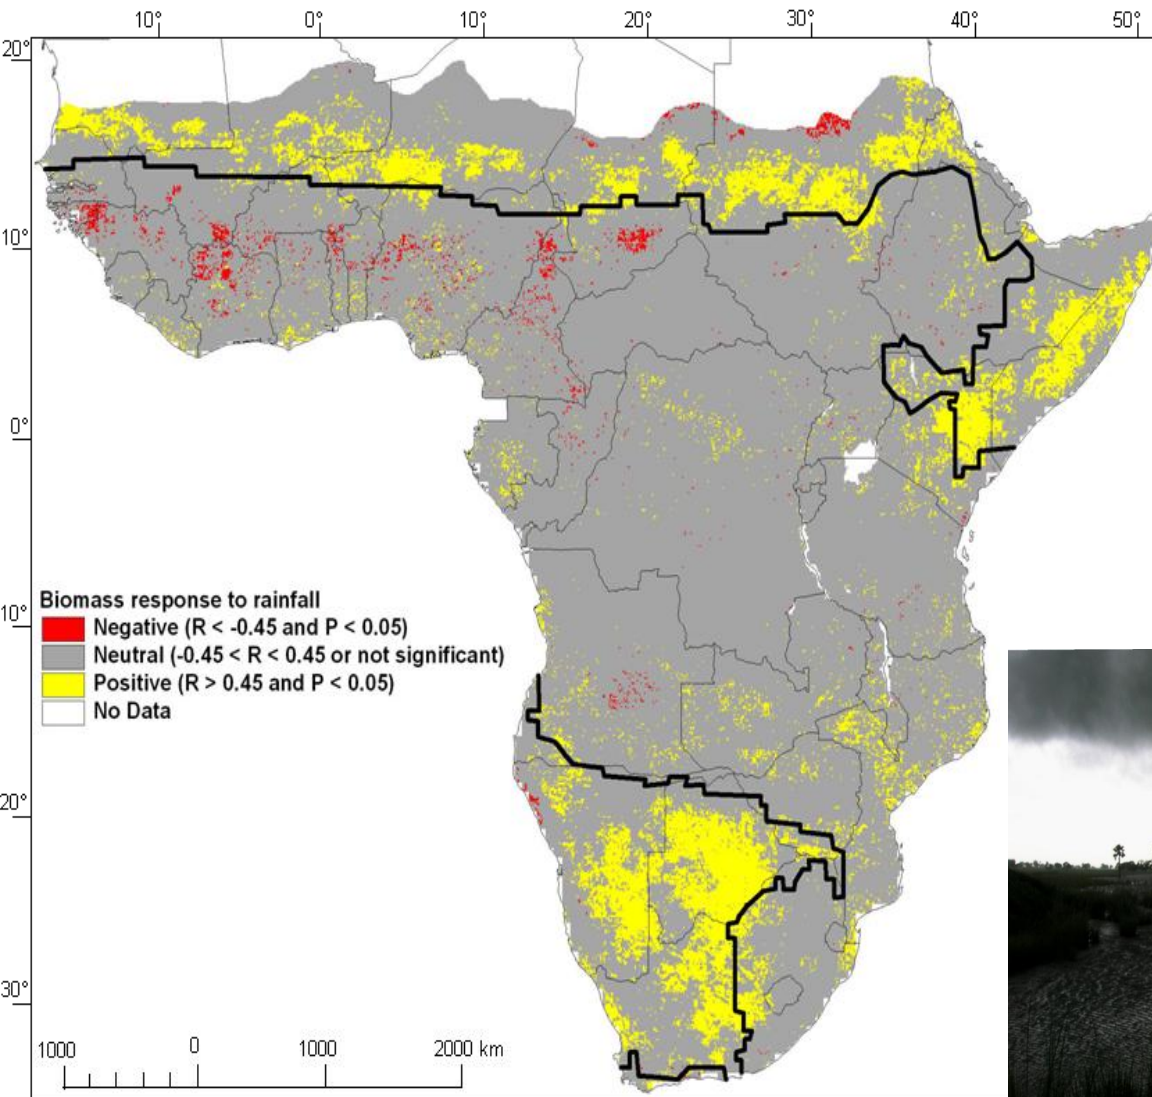 10° 0° 10° 20° 30° 40° 50°
20°
10°
0°
Biomass response to rainfall
10°
Negative (R < -0.45 and P < 0.05)
Neutral (-0.45 < R < 0.45 or not significant)
Positive (R > 0.45 and P < 0.05)
No Data
20°
30°
1000 0 1000 2000 km